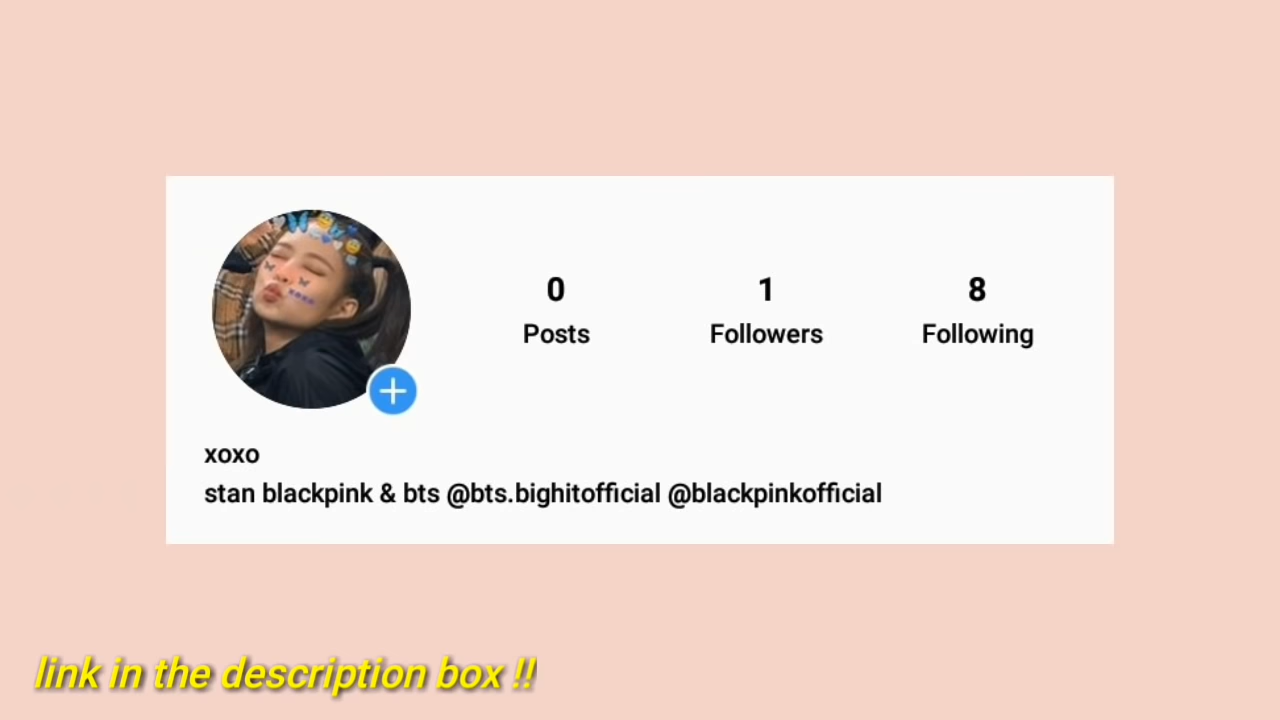 0 1 8
Posts Followers Following
xoxo
stan blackpink & bts @bts.bighitofficial @blackpinkofficial
link in the description box !!